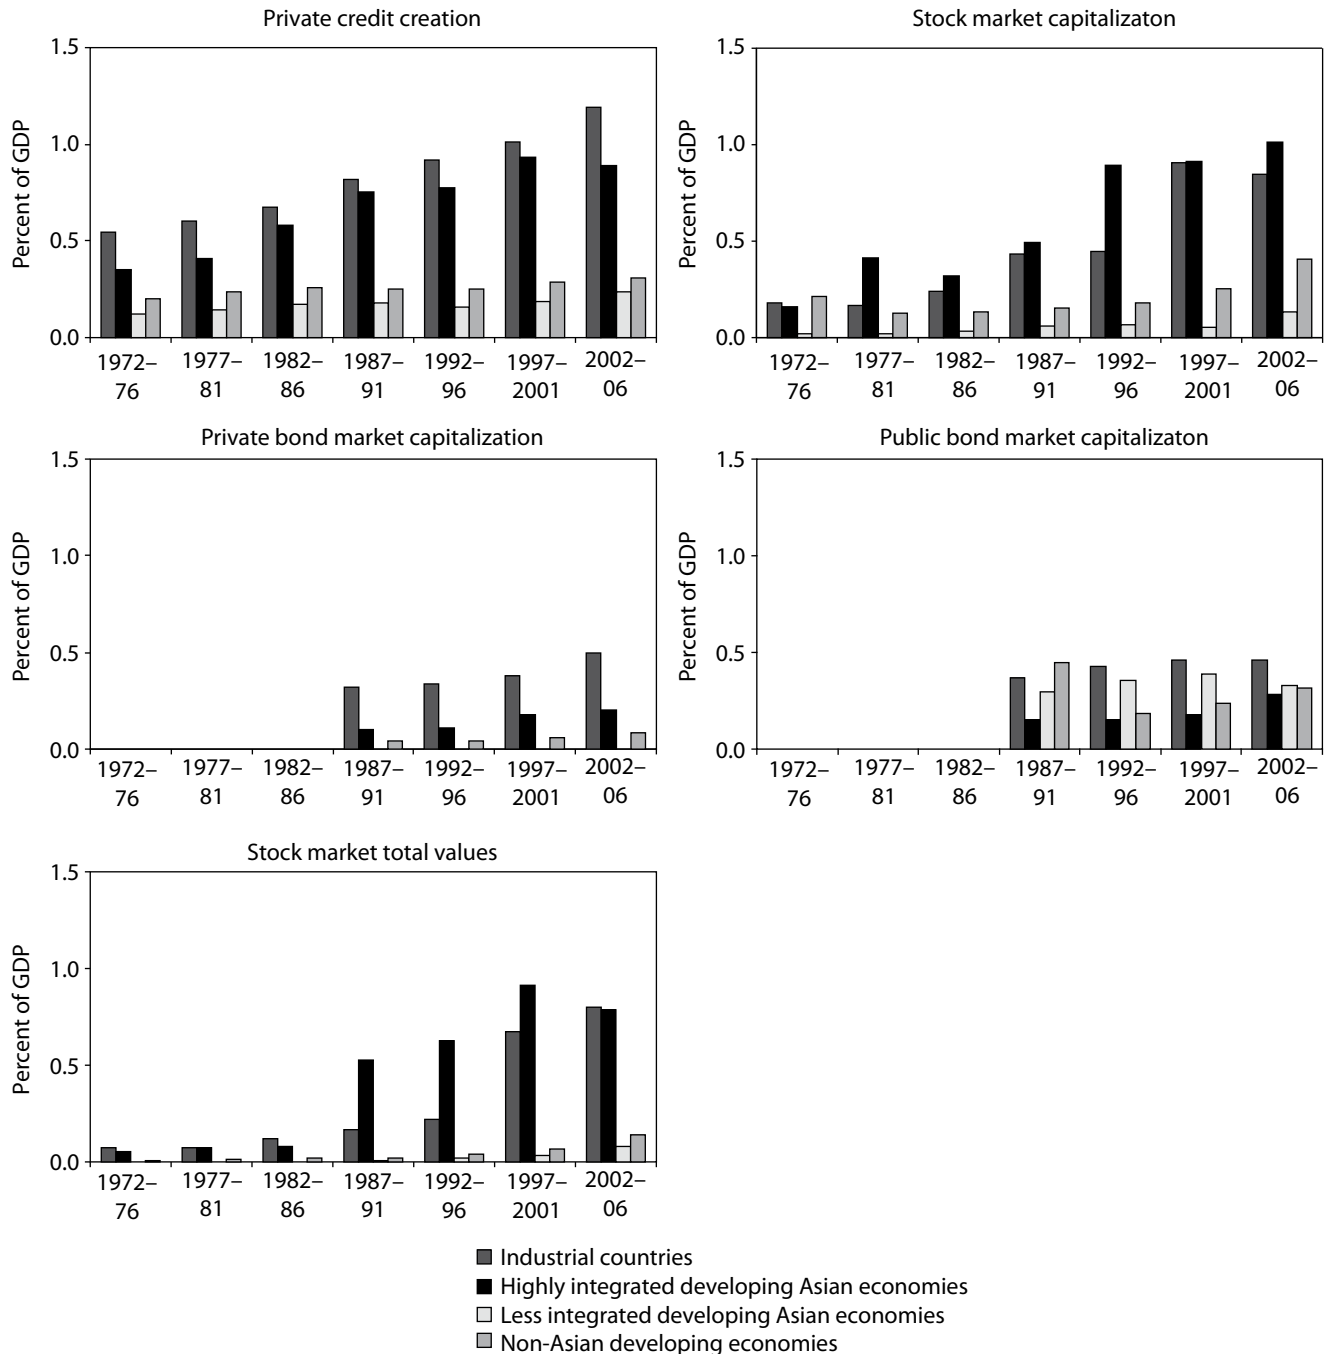 Private credit creation
1.5
1.0
0.5
0.0
Percent of GDP
1972– 1977– 1982– 1987– 1992– 1997– 2002–
76 81 86 91 96 2001 06
Stock market capitalizaton
1.5
1.0
0.5
0.0
Percent of GDP
1972– 1977– 1982– 1987– 1992– 1997– 2002–
76 81 86 91 96 2001 06
Private bond market capitalization
1.5
1.0
0.5
0.0
Percent of GDP
1972– 1977– 1982– 1987– 1992– 1997– 2002–
76 81 86 91 96 2001 06
Public bond market capitalizaton
1.5
1.0
0.5
0.0
Percent of GDP
1972– 1977– 1982– 1987– 1992– 1997– 2002–
76 81 86 91 96 2001 06
Stock market total values
1.5
1.0
0.5
0.0
Percent of GDP
1972– 1977– 1982– 1987– 1992– 1997– 2002–
76 81 86 91 96 2001 06
Industrial countries
Highly integrated developing Asian economies
Less integrated developing Asian economies
Non-Asian developing economies